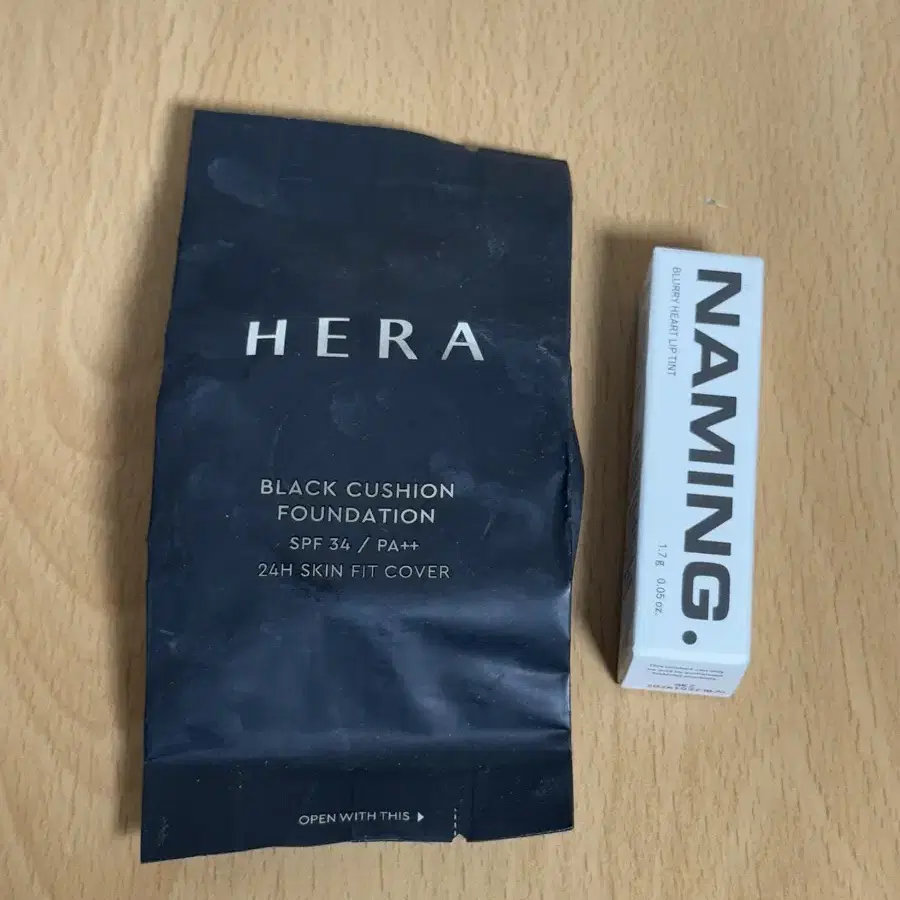 HERA
BLACK CUSHION
FOUNDATION
SPF 34 / PA++
24H SKIN FIT COVER
OPEN WITH THIS ▶
NAMING.
BLURRY HEART LIP TINT
1.7 g 0.05 oz.